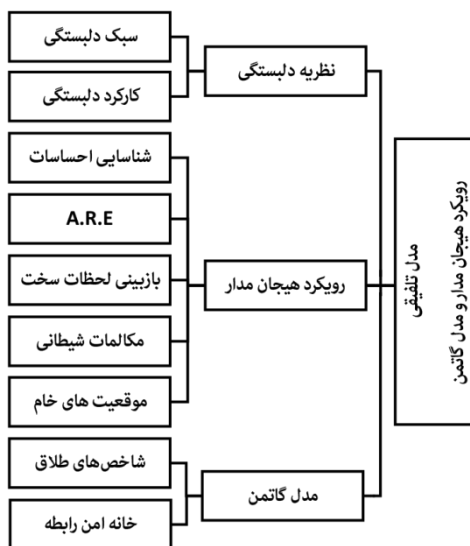 مدل تلفیقی
رویکرد هیجان مدار و مدل گاتمن
نظریه دلبستگی
سبک دلبستگی
کارکرد دلبستگی
رویکرد هیجان مدار
شناسایی احساسات
A.R.E
بازبینی لحظات سخت
مکالمات شیطانی
موقعیت های خام
مدل گاتمن
شاخص‌های طلاق
خانه امن رابطه